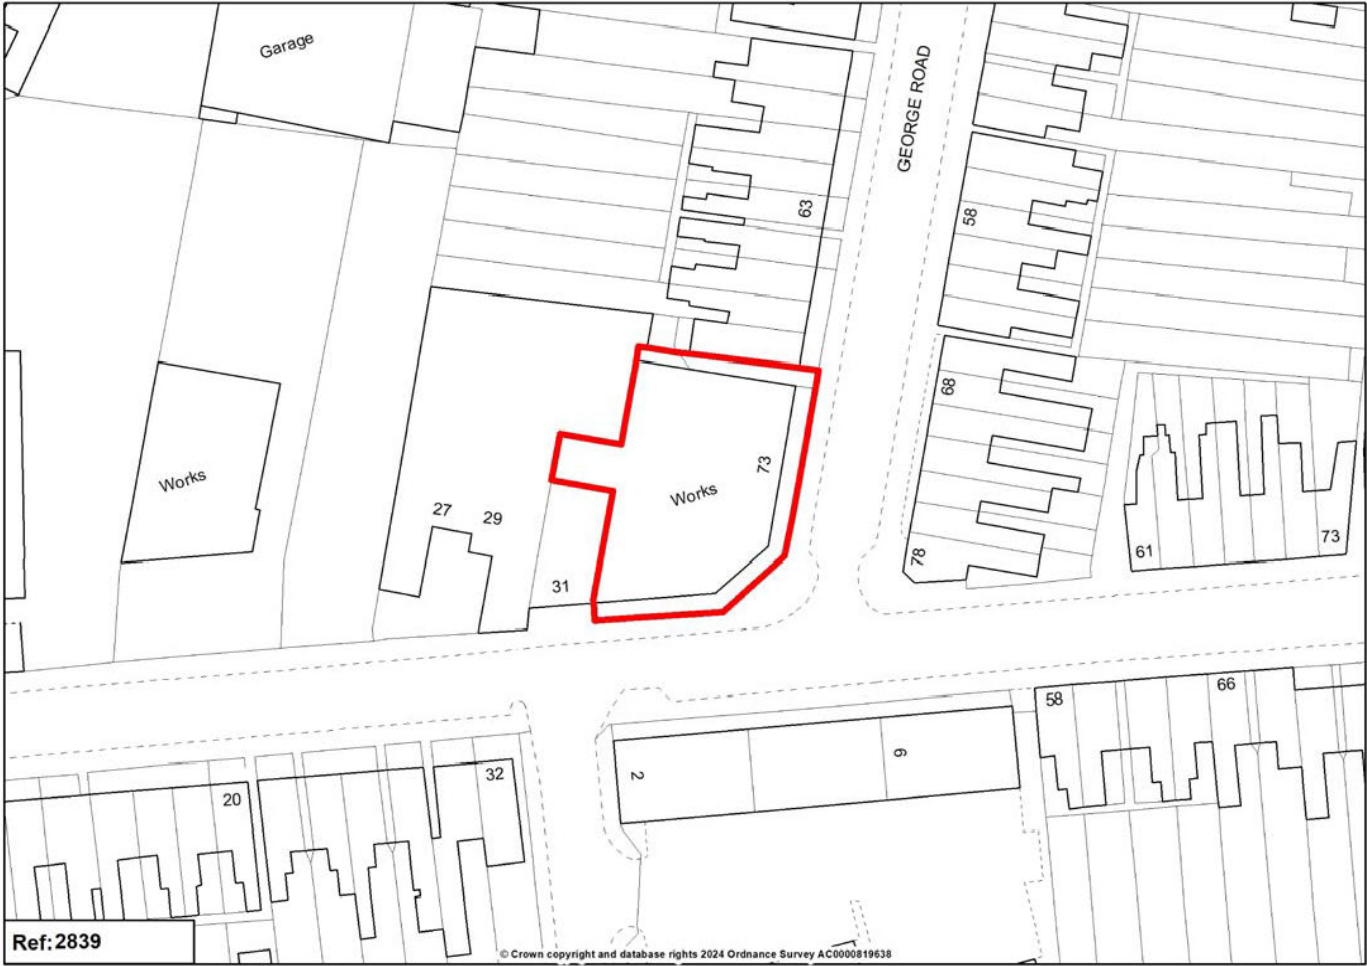 Garage
GEORGE ROAD
63
58
68
73
Works
Works
27
29
31
78
61
73
58
66
2
6
32
20
Ref:2839
© Crown copyright and database rights 2024 Ordnance Survey AC0000819638